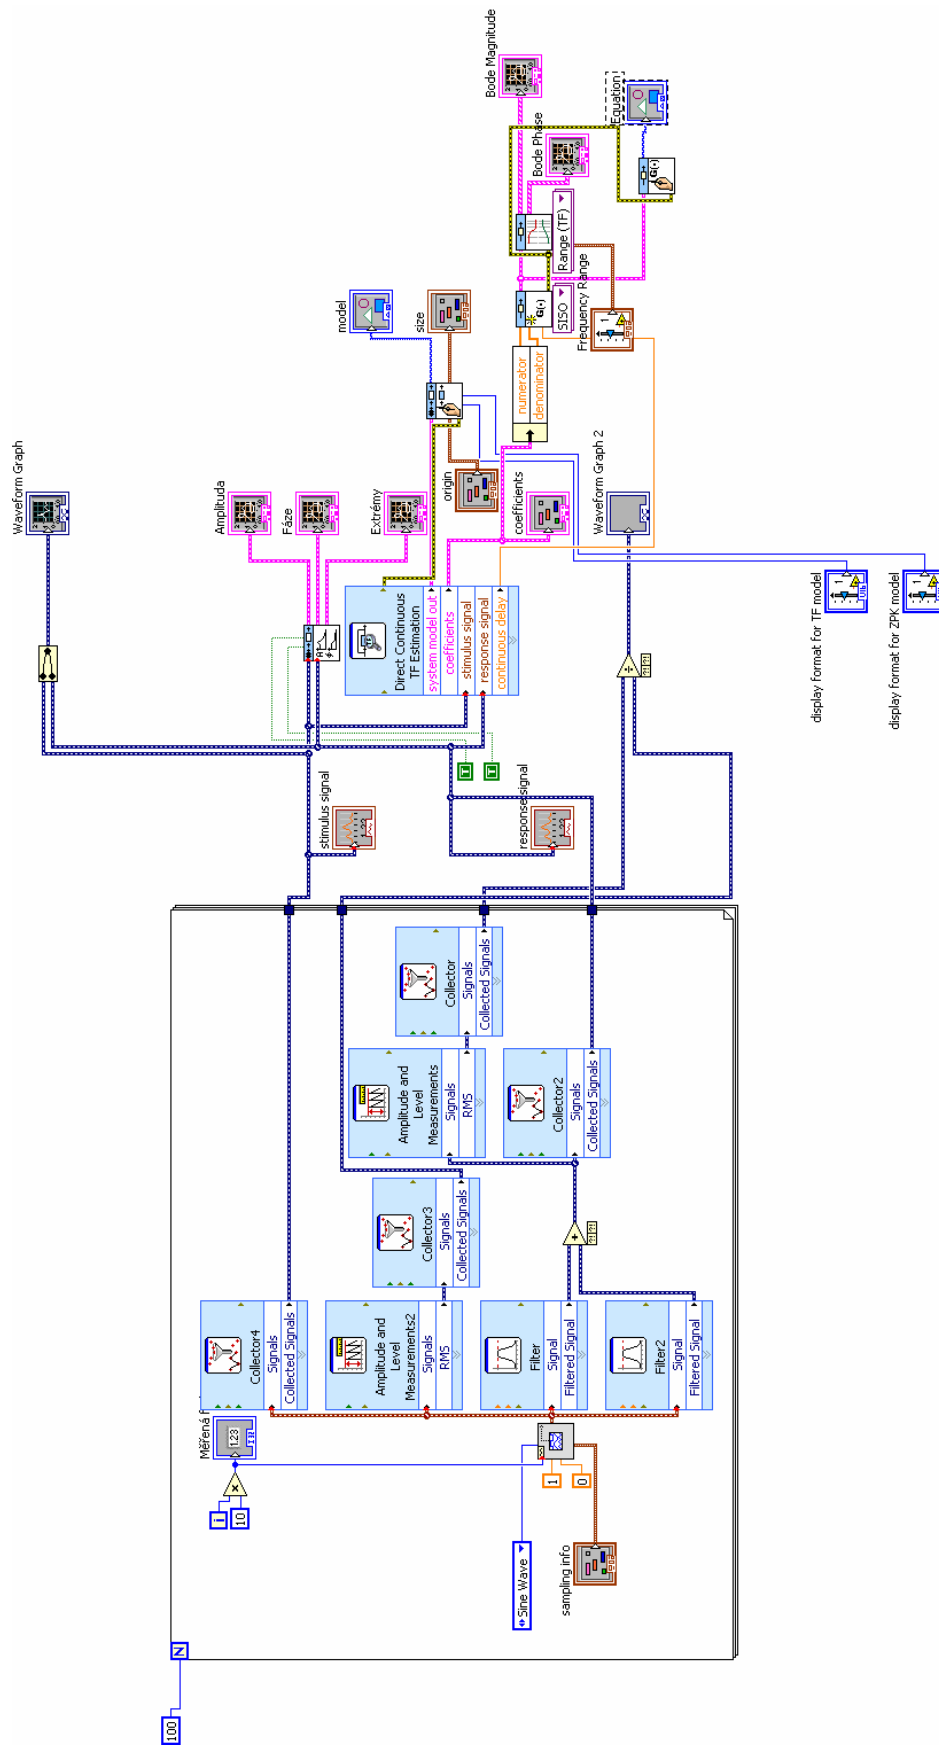 100
N
i
10
Měřená f
1.23
Sine Wave
sampling info
1
0
Collector4
Signals
Collected Signals
Amplitude and
Level
Measurements2
Signals
RMS
Filter
Signal
Filtered Signal
Filter2
Signal
Filtered Signal
Collector3
Signals
Collected Signals
Amplitude and
Level
Measurements
Signals
RMS
Collector2
Signals
Collected Signals
Collector
Signals
Collected Signals
stimulus signal
response signal
T
T
Waveform Graph
Amplituda
Fáze
Extrémy
Direct Continuous
TF Estimation
system model out
coefficients
stimulus signal
response signal
continuous delay
origin
coefficients
Waveform Graph 2
display format for TF model
display format for ZPK model
model
size
numerator
denominator
SISO
Frequency Range
Range (TF)
G(•)
G(•)
Bode Phase
Bode Magnitude
Equation